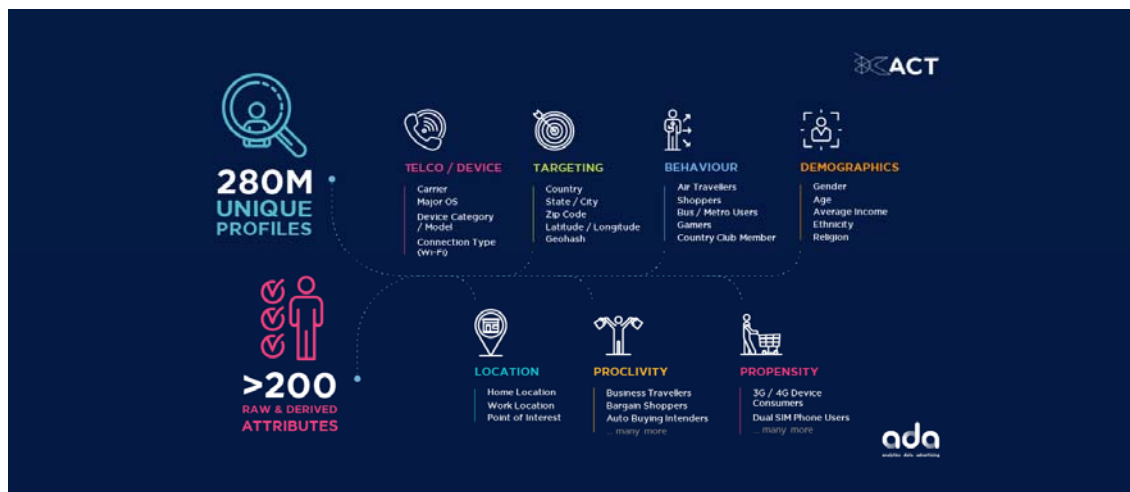 ACT
280M
UNIQUE
PROFILES
TELCO / DEVICE
Carrier
Major OS
Device Category
/ Model
Connection Type
(Wi-Fi)
TARGETING
Country
State / City
Zip Code
Latitude / Longitude
Geohash
BEHAVIOUR
Air Travellers
Shoppers
Bus / Metro Users
Gamers
Country Club Member
DEMOGRAPHICS
Gender
Age
Average Income
Ethnicity
Religion
>200
RAW & DERIVED
ATTRIBUTES
LOCATION
Home Location
Work Location
Point of Interest
PROCLIVITY
Business Travellers
Bargain Shoppers
Auto Buying Intenders
... many more
PROPENSITY
3G / 4G Device
Consumers
Dual SIM Phone Users
... many more
ada
analytics data advertising